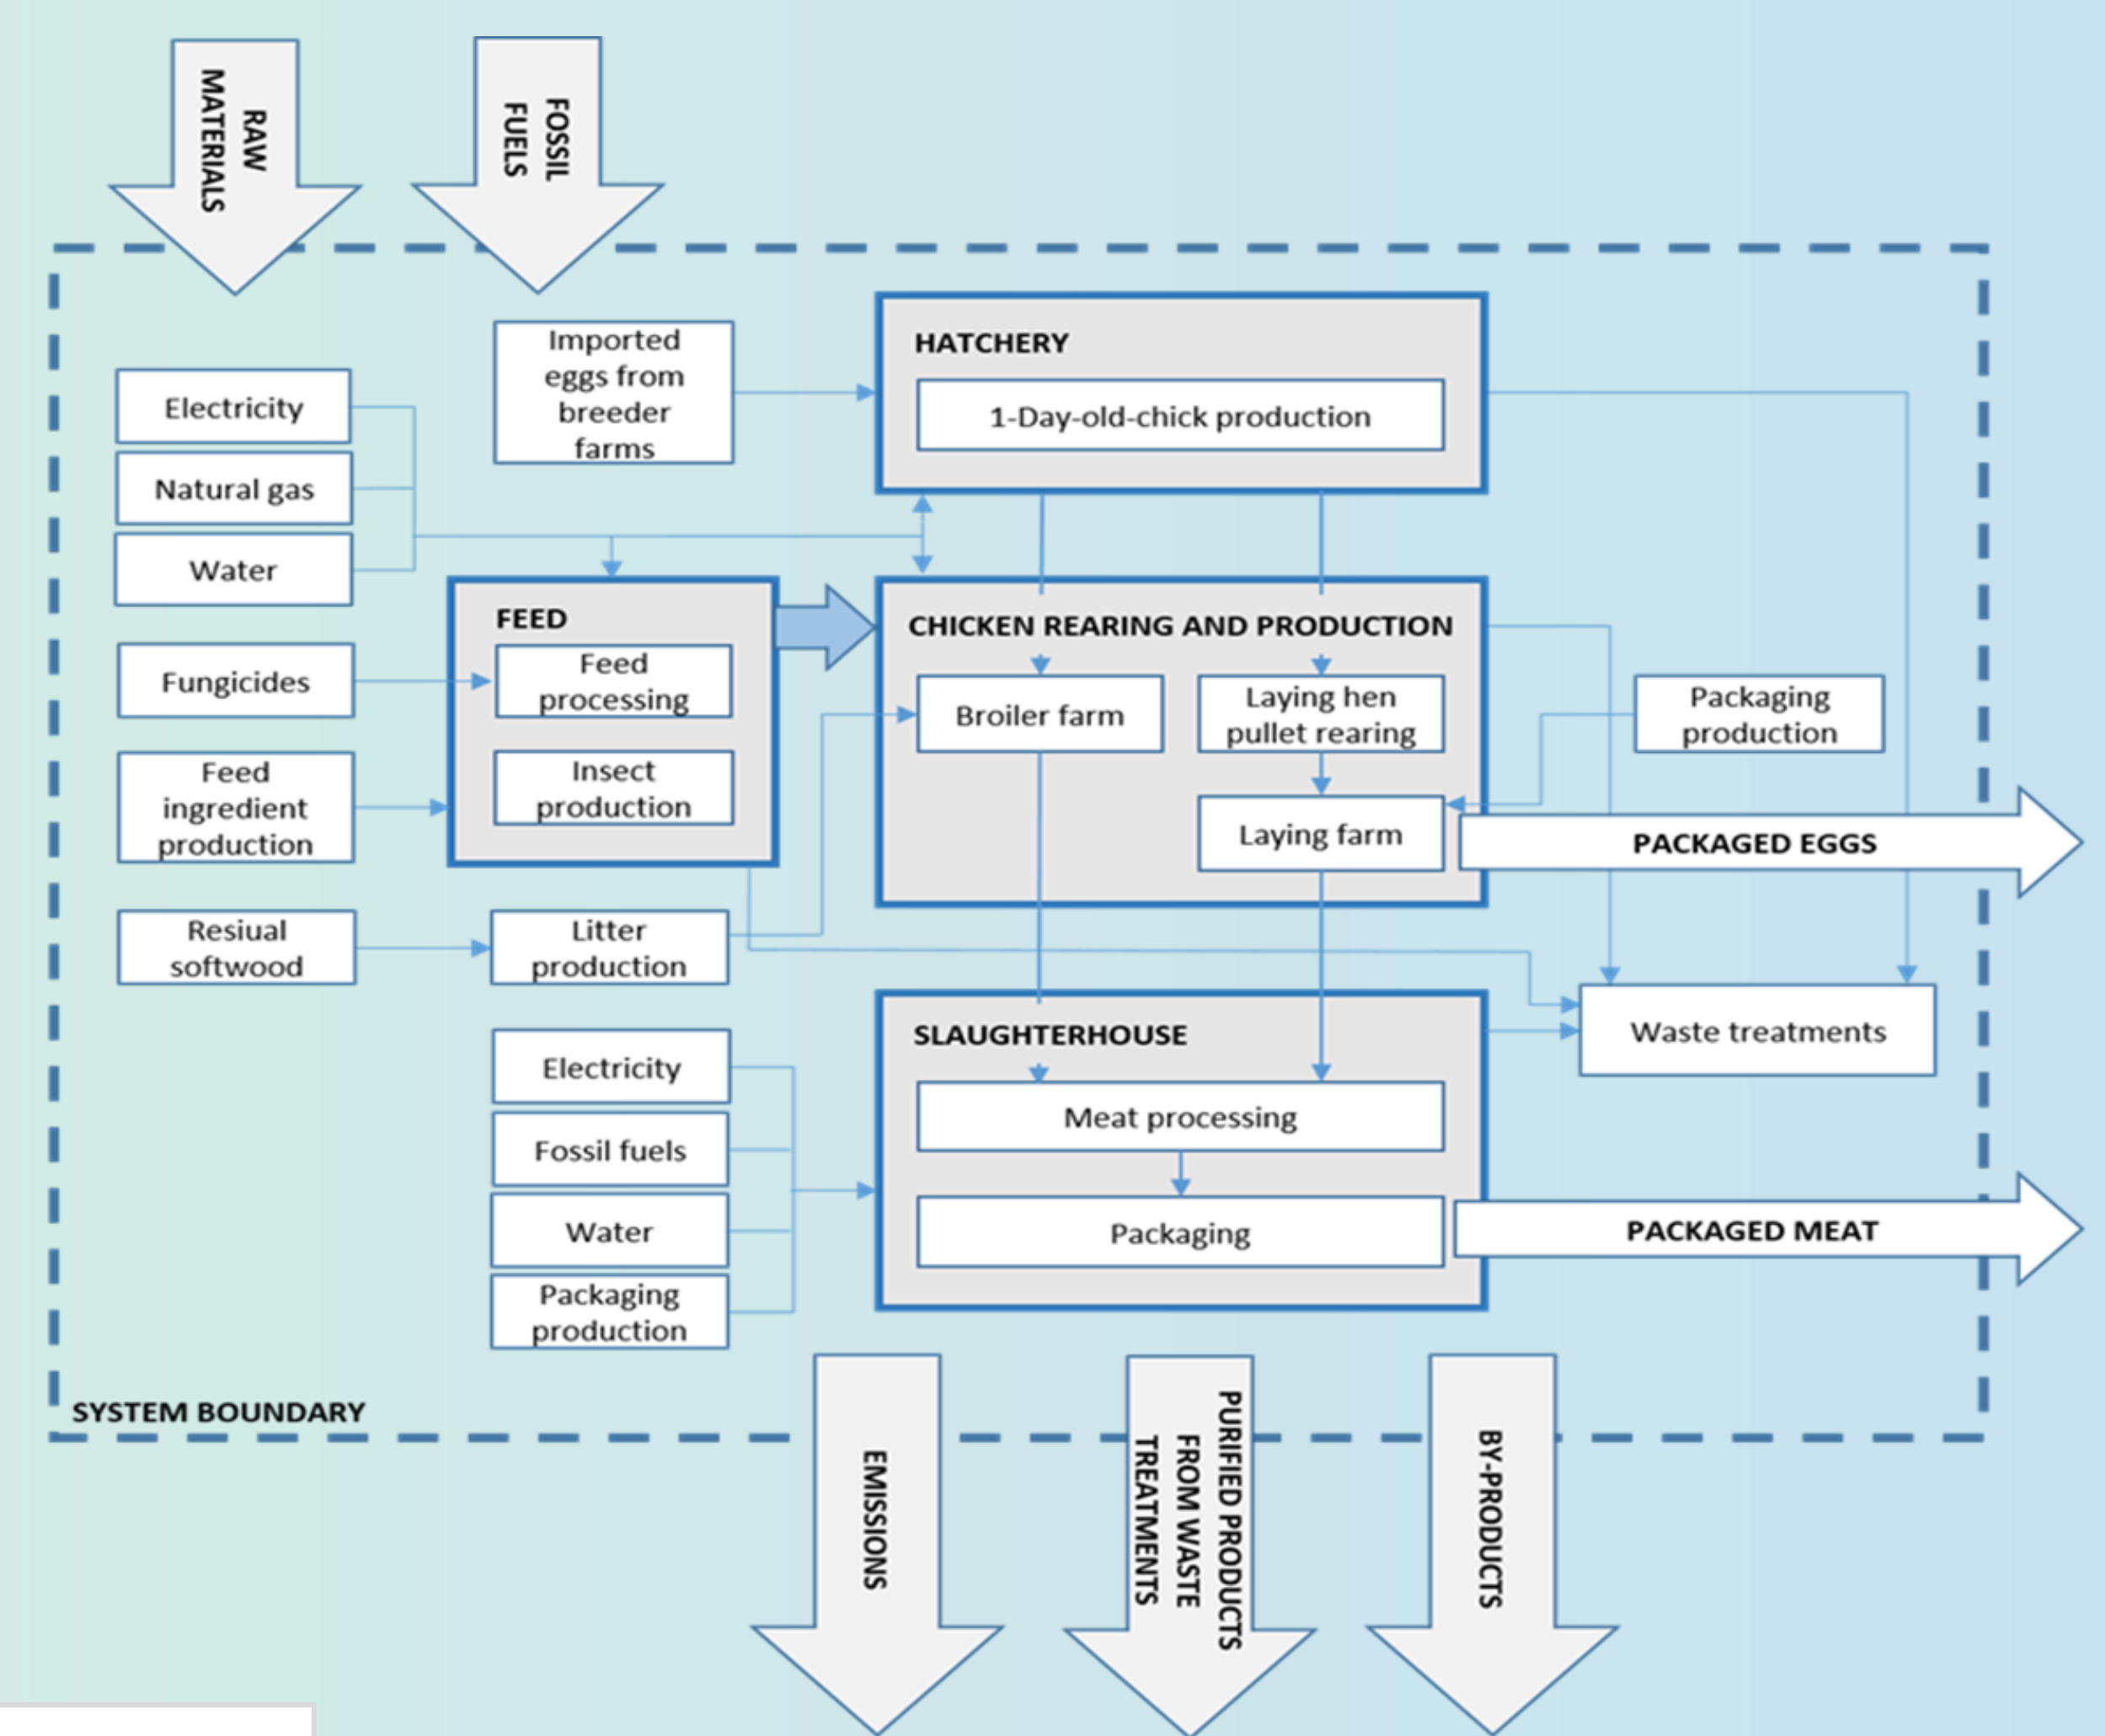 RAW
MATERIALS
FOSSIL
FUELS
Imported
eggs from
breeder
farms
HATCHERY
1-Day-old-chick production
Electricity
Natural gas
Water
FEED
Feed
processing
Insect
production
CHICKEN REARING AND PRODUCTION
Broiler farm
Laying hen
pullet rearing
Laying farm
Packaging
production
Fungicides
Feed
ingredient
production
PACKAGED EGGS
Resiual
softwood
Litter
production
Waste treatments
SLAUGHTERHOUSE
Meat processing
Packaging
Electricity
Fossil fuels
Water
Packaging
production
PACKAGED MEAT
SYSTEM BOUNDARY
EMISSIONS
PURIFIED PRODUCTS
FROM WASTE
TREATMENTS
BY-PRODUCTS